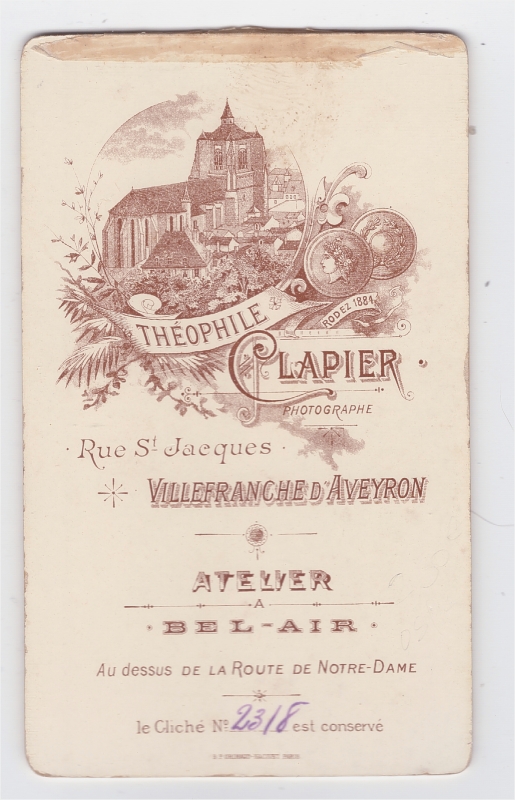 THÉOPHILE
RODEZ 1884
CLAPIER
PHOTOGRAPHE
Rue St Jacques
VILLEFRANCHE D'AVEYRON
ATELIER
A
BEL-AIR
Au dessus DE LA ROUTE DE NOTRE-DAME
le Cliché No 2318 est conservé
PARIS